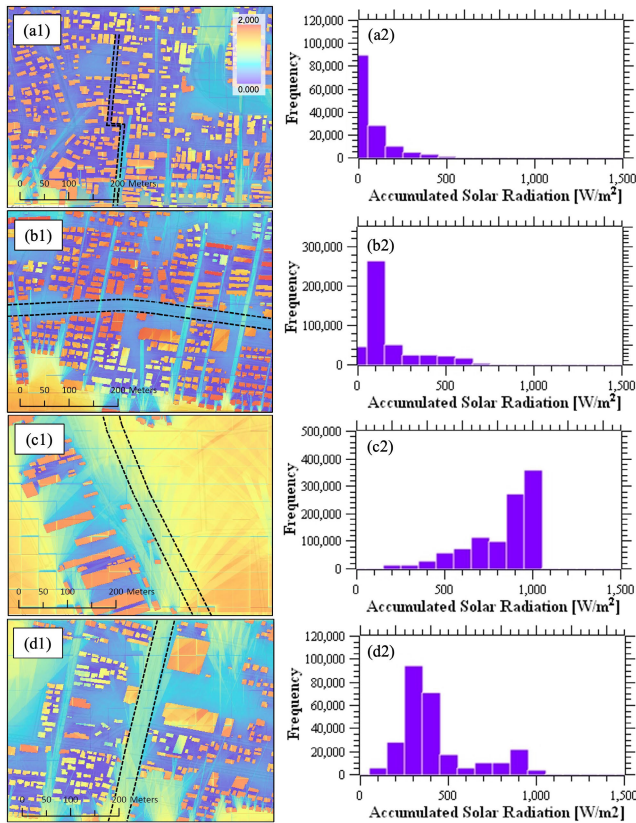 (a1)
2.000
0.000
0 50 100 200 Meters
(a2)
120,000
100,000
80,000
60,000
40,000
20,000
0
Frequency
0 500 1,000 1,500
Accumulated Solar Radiation [W/m²]
(b1)
0 50 100 200 Meters
(b2)
300,000
200,000
100,000
0
Frequency
0 500 1,000 1,500
Accumulated Solar Radiation [W/m²]
(c1)
0 50 100 200 Meters
(c2)
500,000
400,000
300,000
200,000
100,000
0
Frequency
0 500 1,000 1,500
Accumulated Solar Radiation [W/m²]
(d1)
0 50 100 200 Meters
(d2)
120,000
100,000
80,000
60,000
40,000
20,000
0
Frequency
0 500 1,000 1,500
Accumulated Solar Radiation [W/m2]